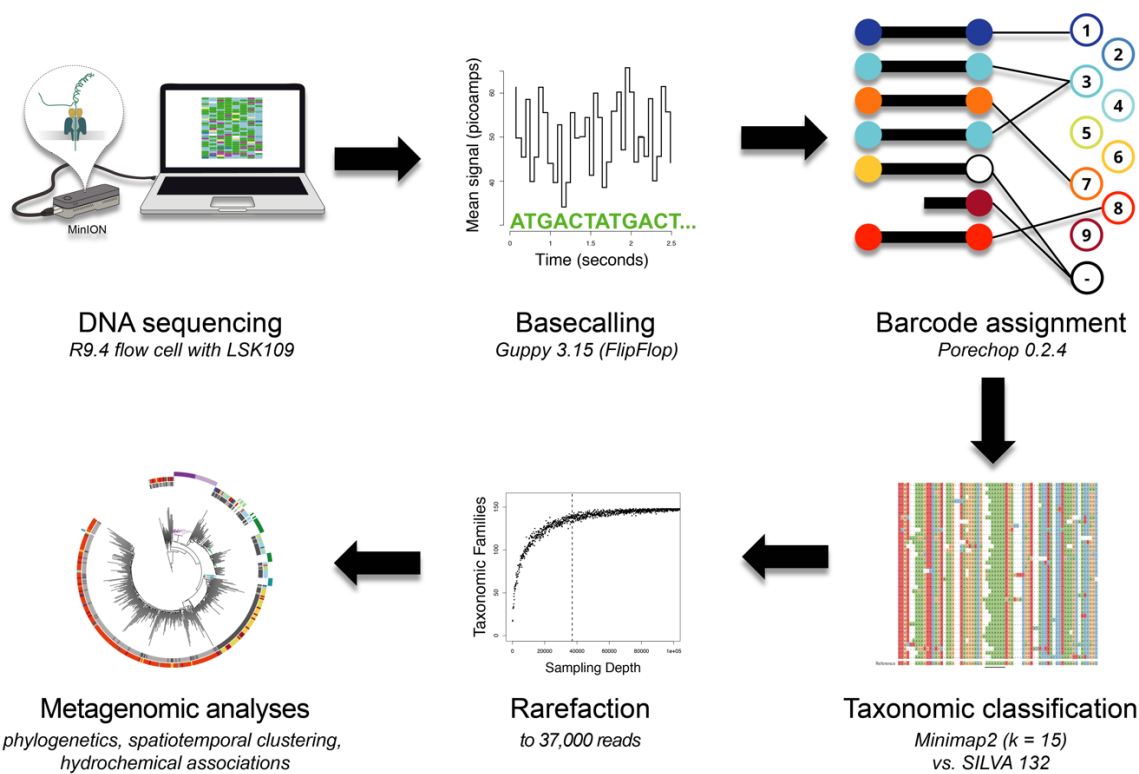 MinION
DNA sequencing
R9.4 flow cell with LSK109
Mean signal (picoamps)
60
50
40
ATGACTATGACT...
0
1
1.5
2
2.5
Time (seconds)
Basecalling
Guppy 3.15 (FlipFlop)
1
2
3
4
5
6
7
8
9
-
Barcode assignment
Porechop 0.2.4
Metagenomic analyses
phylogenetics, spatiotemporal clustering,
hydrochemical associations
Taxonomic Families
150
100
50
0
0
20000
40000
60000
80000
1e+05
Sampling Depth
Rarefaction
to 37,000 reads
Reference
Taxonomic classification
Minimap2 (k = 15)
vs. SILVA 132